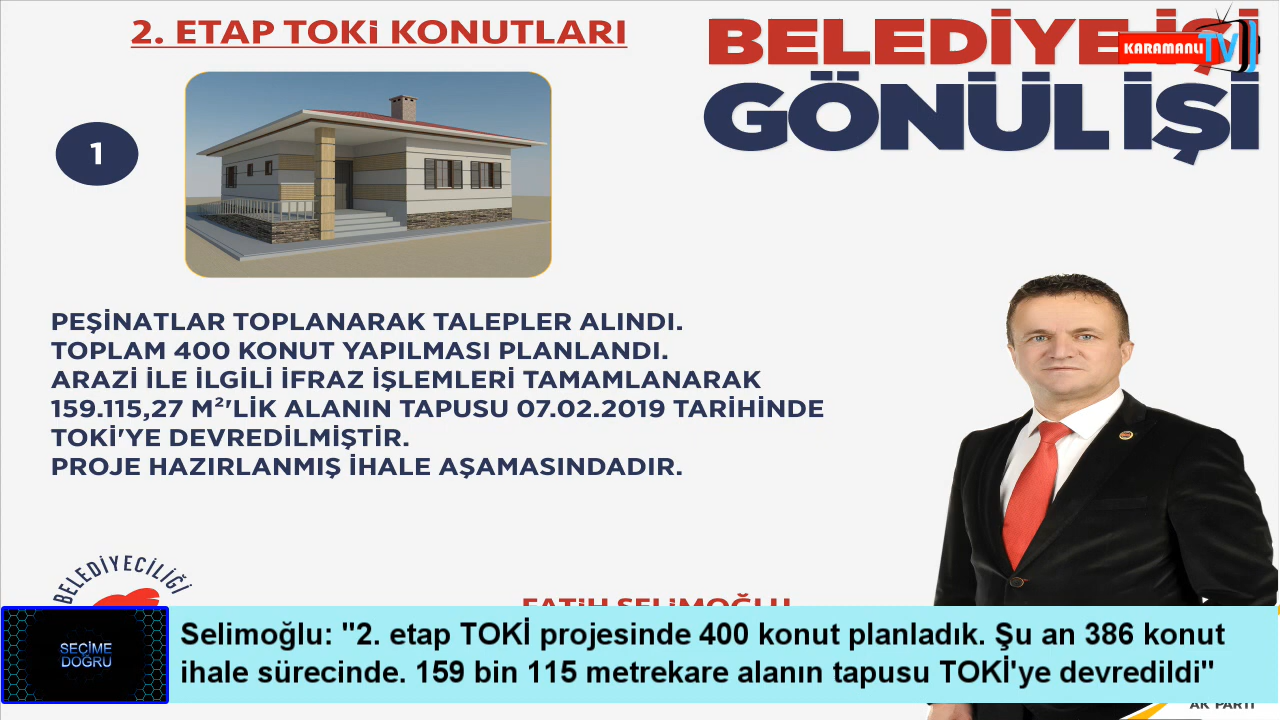 2. ETAP TOKi KONUTLARI
BELEDİYE İŞİ
GÖNÜL İŞİ
KARAMANLI TV
1
PEŞİNATLAR TOPLANARAK TALEPLER ALINDI.
TOPLAM 400 KONUT YAPILMASI PLANLANDI.
ARAZİ İLE İLGİLİ İFRAZ İŞLEMLERİ TAMAMLANARAK
159.115,27 M²'LİK ALANIN TAPUSU 07.02.2019 TARİHİNDE
TOKİ'YE DEVREDİLMİŞTİR.
PROJE HAZIRLANMIŞ İHALE AŞAMASINDADIR.
BELEDİYECİLİĞİ
FATİH SELİMOĞLU
SEÇİME
DOĞRU
Selimoğlu: "2. etap TOKİ projesinde 400 konut planladık. Şu an 386 konut
ihale sürecinde. 159 bin 115 metrekare alanın tapusu TOKİ'ye devredildi"
AK PARTİ